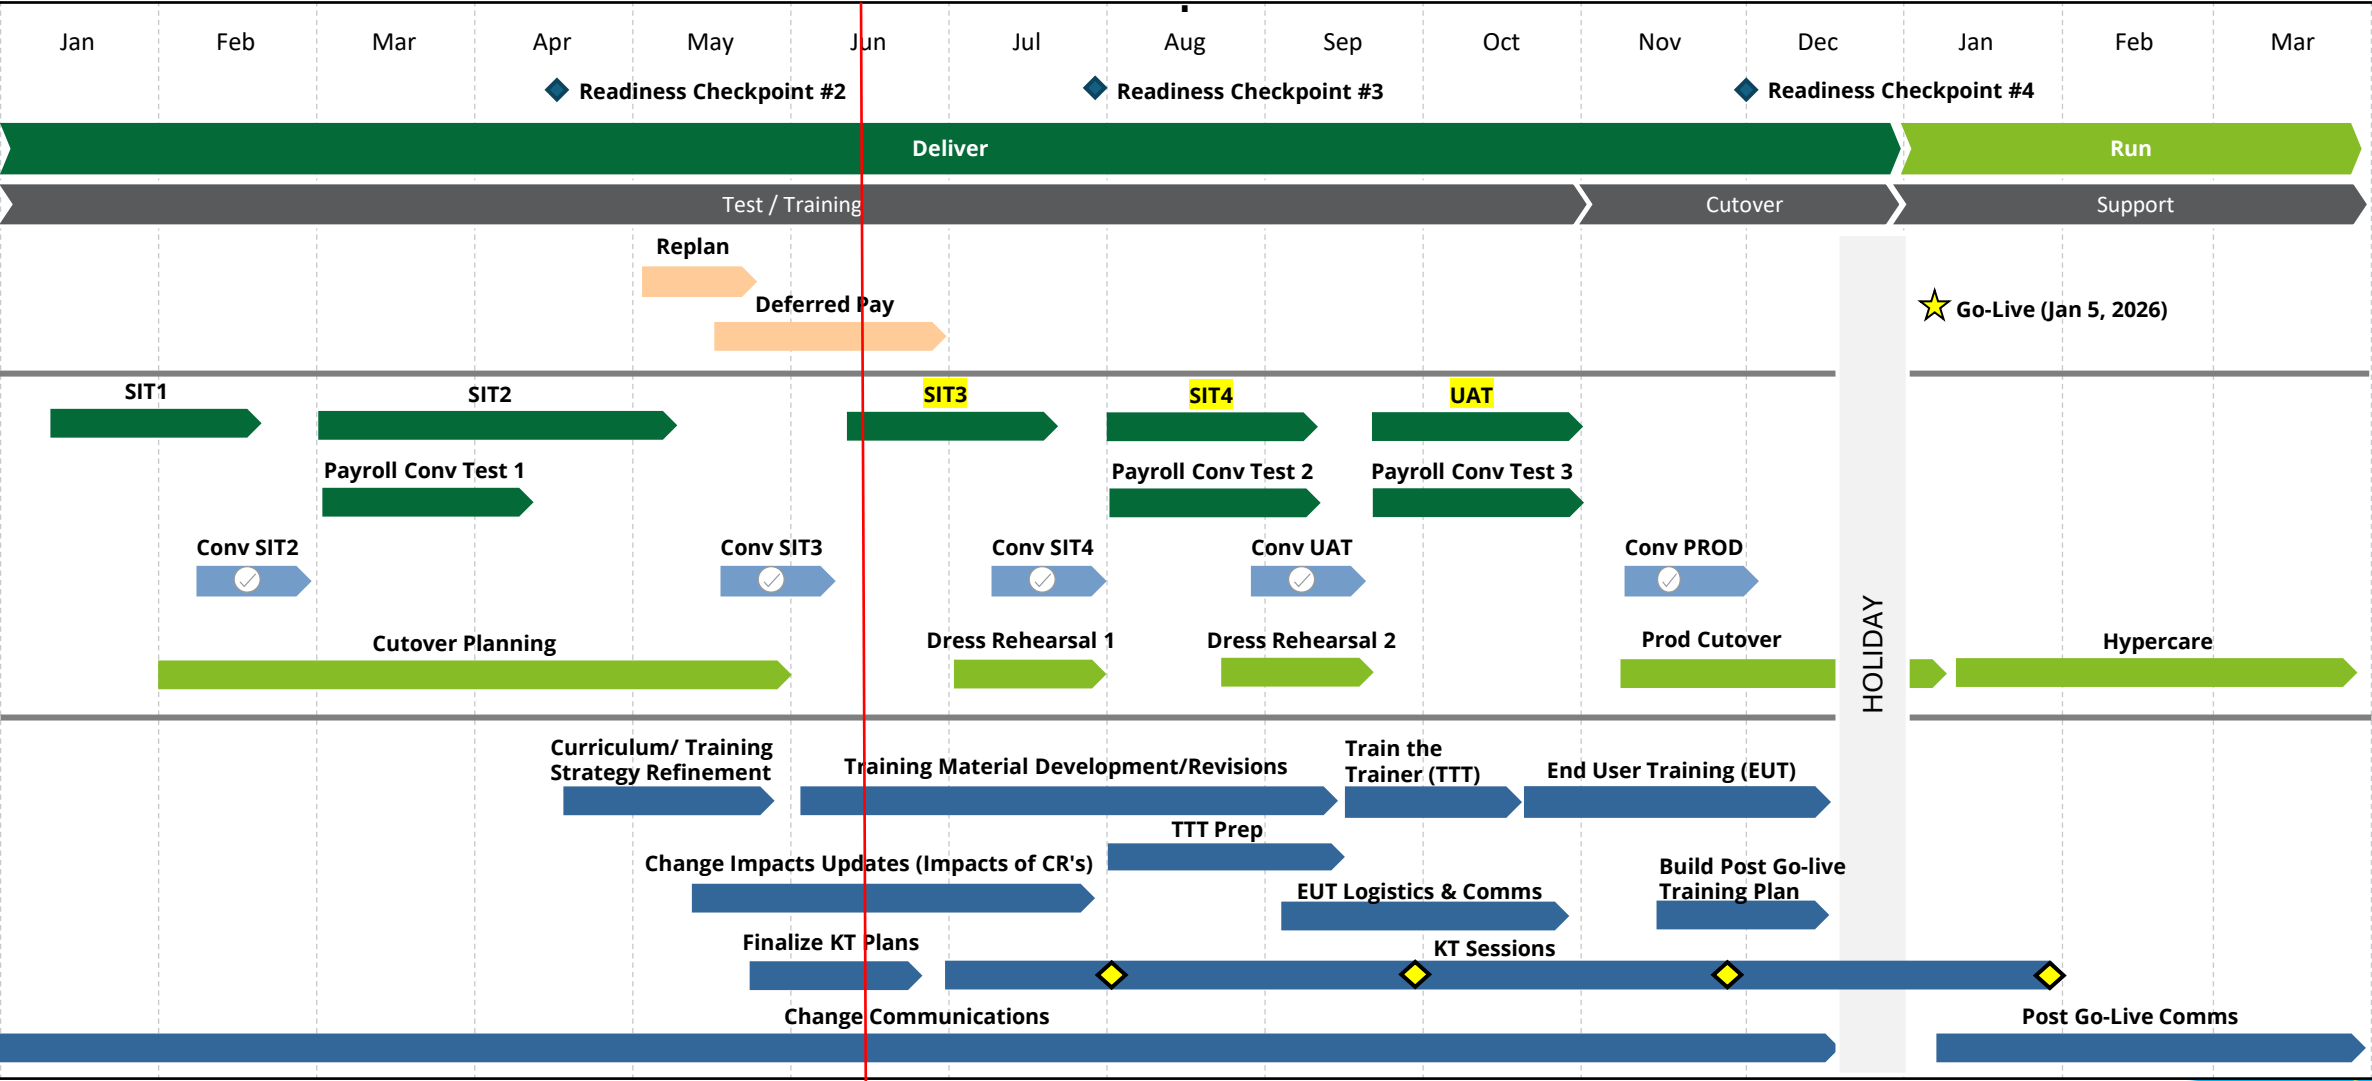 Jan Feb Mar Apr May Jun Jul Aug Sep Oct Nov Dec Jan Feb Mar
Readiness Checkpoint #2
Readiness Checkpoint #3
Readiness Checkpoint #4
Deliver
Run
Test / Training
Cutover
Support
Replan
Deferred Pay
Go-Live (Jan 5, 2026)
SIT1
SIT2
SIT3
SIT4
UAT
Payroll Conv Test 1
Payroll Conv Test 2
Payroll Conv Test 3
Conv SIT2
Conv SIT3
Conv SIT4
Conv UAT
Conv PROD
HOLIDAY
Cutover Planning
Dress Rehearsal 1
Dress Rehearsal 2
Prod Cutover
Hypercare
Curriculum/ Training
Strategy Refinement
Training Material Development/Revisions
Train the
Trainer (TTT)
End User Training (EUT)
TTT Prep
Change Impacts Updates (Impacts of CR's)
EUT Logistics & Comms
Build Post Go-live
Training Plan
Finalize KT Plans
KT Sessions
Change Communications
Post Go-Live Comms